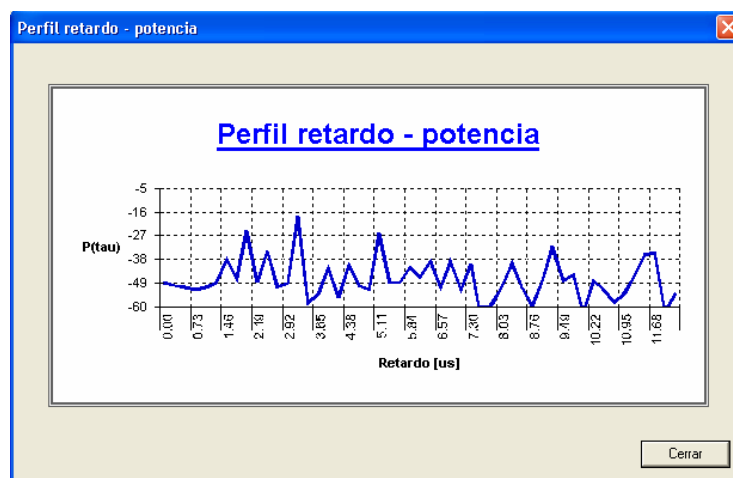 Perfil retardo - potencia
Perfil retardo - potencia
-5
-16
-27
P(tau)
-38
-49
-60
0.00 0.73 1.46 2.19 2.92 3.65 4.38 5.11 5.84 6.57 7.30 8.03 8.76 9.49 10.22 10.95 11.68
Retardo [us]
Cerrar